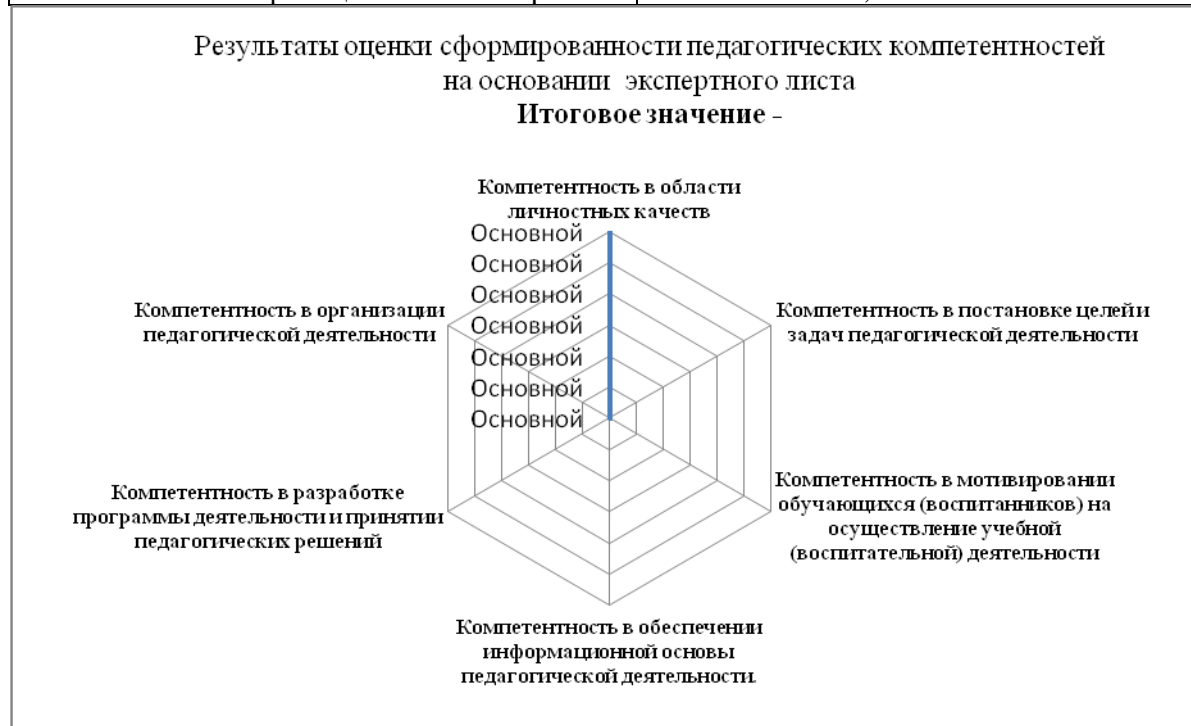 Результаты оценки сформированности педагогических компетентностей
на основании экспертного листа
Итоговое значение -
Компетентность в области
личностных качеств
Основной
Основной
Основной
Основной
Основной
Основной
Основной
Компетентность в организации
педагогической деятельности
Компетентность в постановке целей и
задач педагогической деятельности
Компетентность в разработке
программы деятельности и принятии
педагогических решений
Компетентность в мотивировании
обучающихся (воспитанников) на
осуществление учебной
(воспитательной) деятельности
Компетентность в обеспечении
информационной основы
педагогической деятельности.